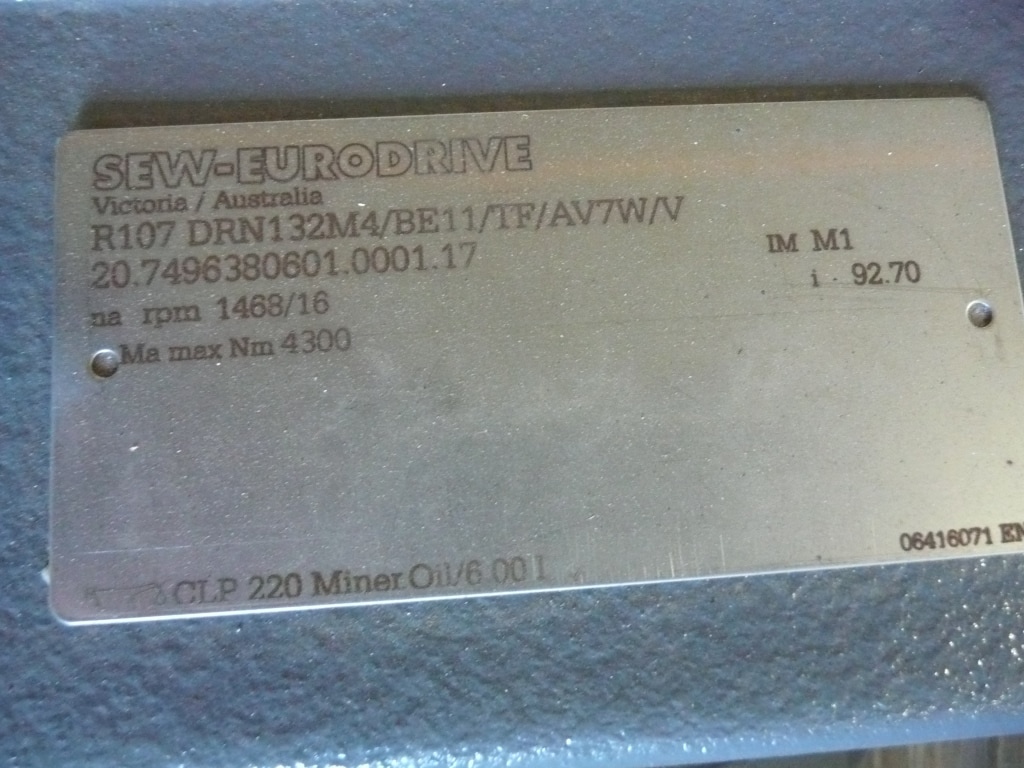 SEW-EURODRIVE
Victoria / Australia
R107 DRN132M4/BE11/TF/AV7W/V
20.7496380601.0001.17
IM M1
i 92.70
na rpm 1468/16
Ma max Nm 4300
06416071 EN
CLP 220 Miner.Oil/6.00 l